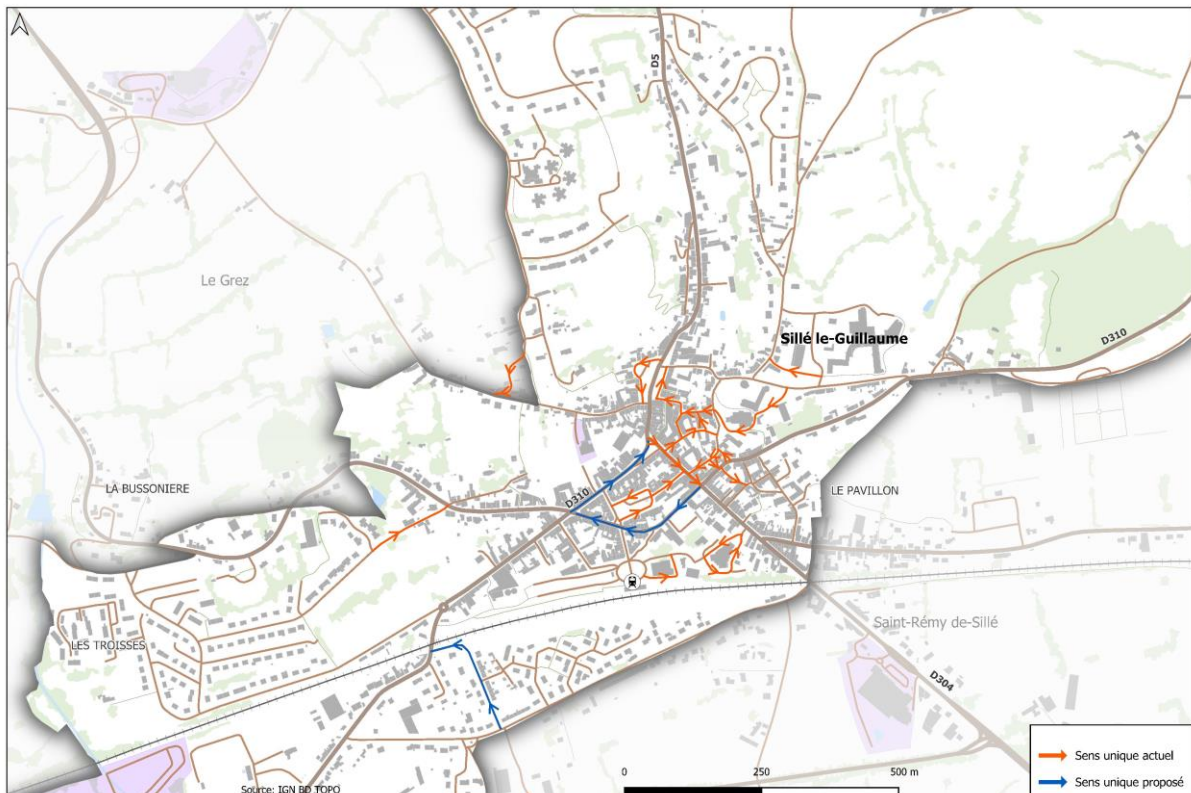 D5
Le Grez
Sillé le-Guillaume
D310
LA BUSSONIERE
D310
LE PAVILLON
Saint-Rémy de-Sillé
LES TROISSES
D304
Sens unique actuel
Sens unique proposé
0 250 500 m
Source: IGN BD TOPO